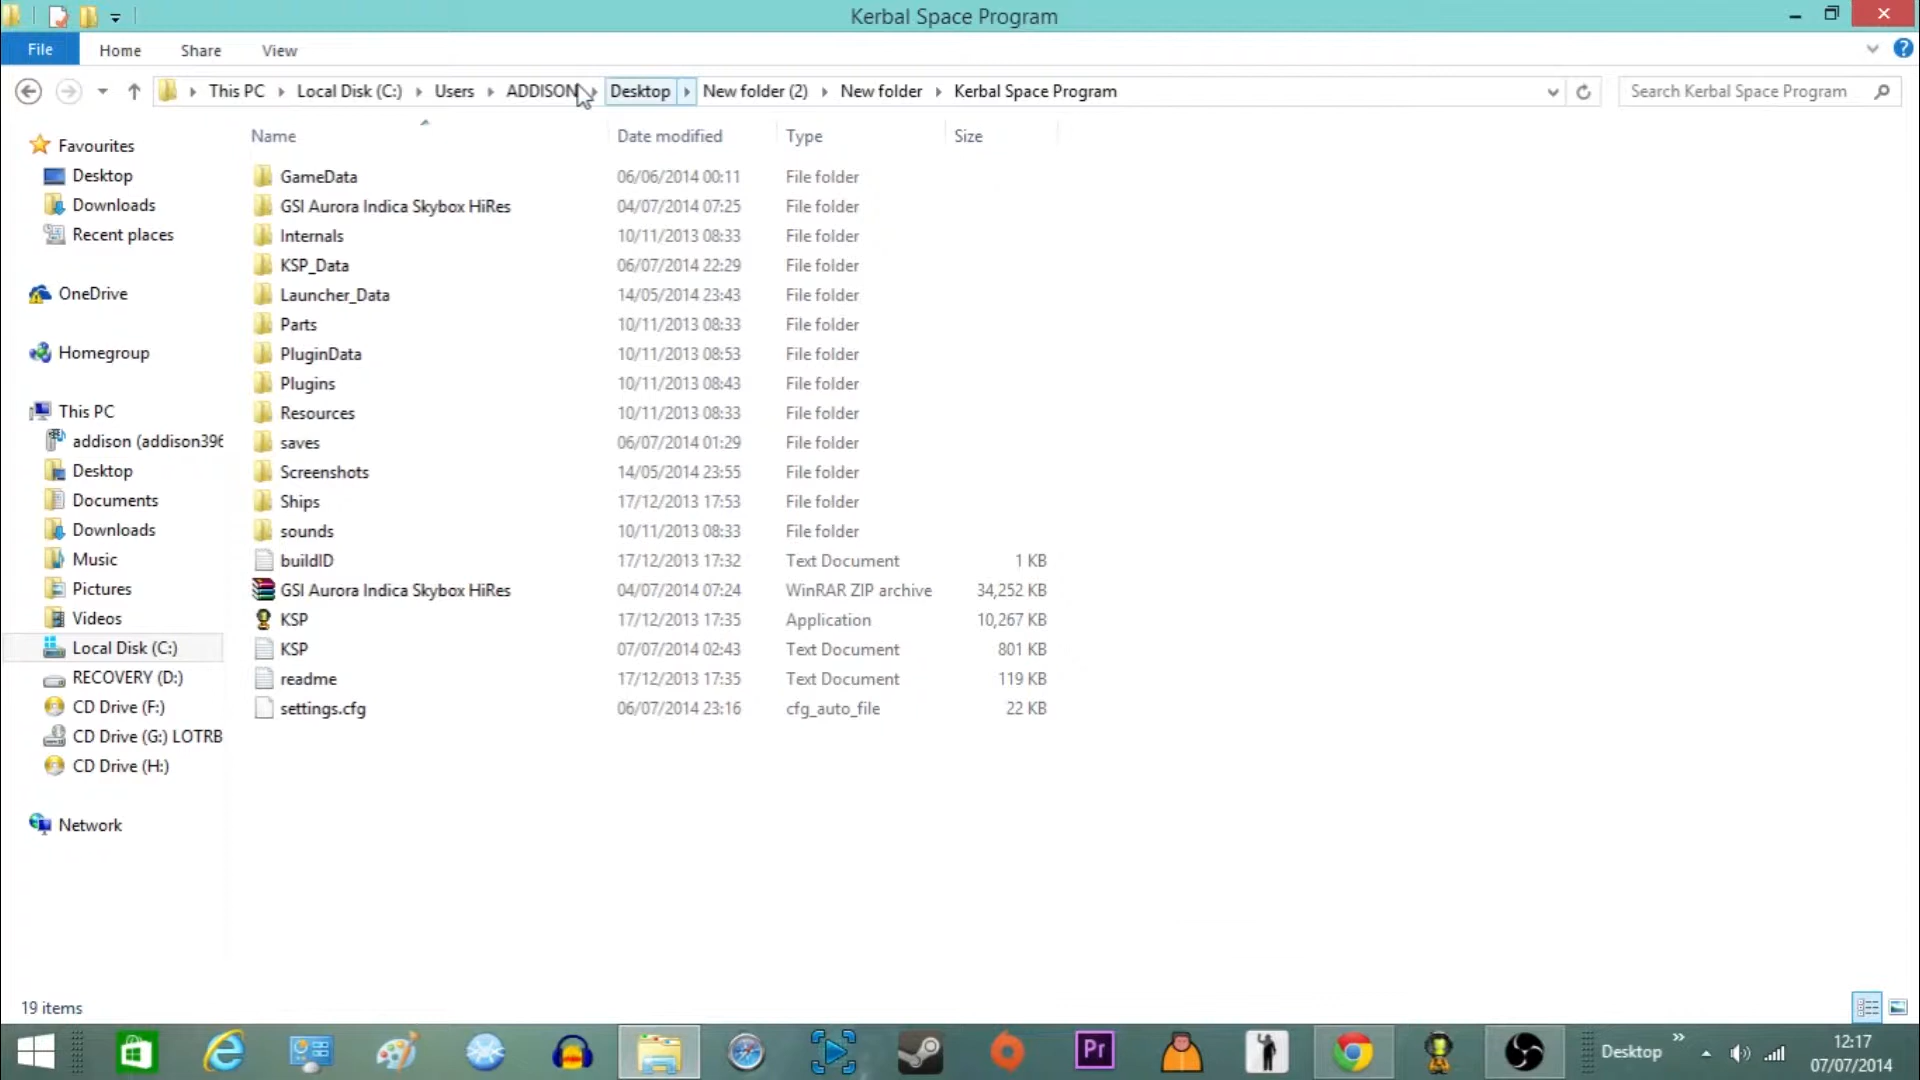 Kerbal Space Program
File Home Share View
This PC Local Disk (C:) Users ADDISON Desktop New folder (2) New folder Kerbal Space Program Search Kerbal Space Program
Name Date modified Type Size
Favourites
Desktop
Downloads
Recent places
OneDrive
Homegroup
This PC
addison (addison396
Desktop
Documents
Downloads
Music
Pictures
Videos
Local Disk (C:)
RECOVERY (D:)
CD Drive (F:)
CD Drive (G:) LOTRB
CD Drive (H:)
Network
GameData 06/06/2014 00:11 File folder
GSI Aurora Indica Skybox HiRes 04/07/2014 07:25 File folder
Internals 10/11/2013 08:33 File folder
KSP_Data 06/07/2014 22:29 File folder
Launcher_Data 14/05/2014 23:43 File folder
Parts 10/11/2013 08:33 File folder
PluginData 10/11/2013 08:53 File folder
Plugins 10/11/2013 08:43 File folder
Resources 10/11/2013 08:33 File folder
saves 06/07/2014 01:29 File folder
Screenshots 14/05/2014 23:55 File folder
Ships 17/12/2013 17:53 File folder
sounds 10/11/2013 08:33 File folder
buildID 17/12/2013 17:32 Text Document 1 KB
GSI Aurora Indica Skybox HiRes 04/07/2014 07:24 WinRAR ZIP archive 34,252 KB
KSP 17/12/2013 17:35 Application 10,267 KB
KSP 07/07/2014 02:43 Text Document 801 KB
readme 17/12/2013 17:35 Text Document 119 KB
settings.cfg 06/07/2014 23:16 cfg_auto_file 22 KB
19 items
Pr
Desktop
12:17
07/07/2014